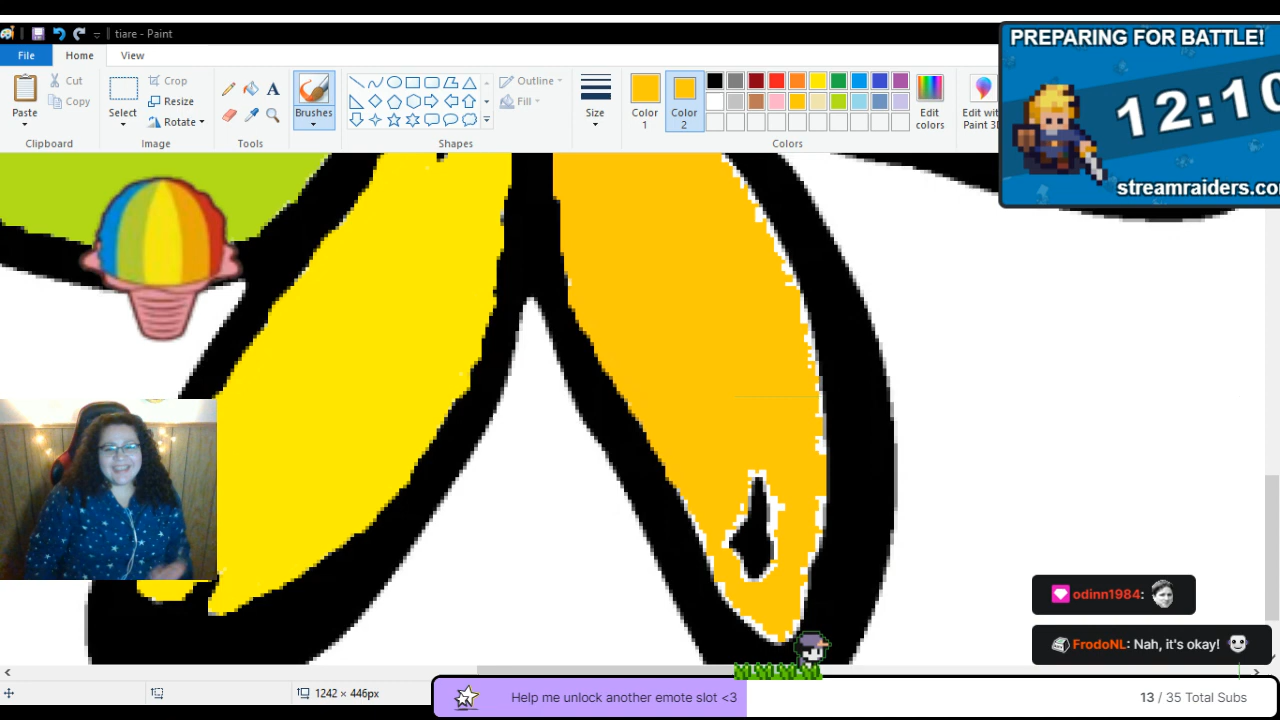 tiare - Paint
File
Home
View
Paste
Cut
Copy
Clipboard
Select
Crop
Resize
Rotate
Image
Tools
Brushes
Outline
Fill
Shapes
Size
Color 1
Color 2
Edit colors
Edit with Paint 3D
Colors
PREPARING FOR BATTLE!
12:10
streamraiders.co
odinn1984:
FrodoNL: Nah, it's okay!
1242 × 446px
Help me unlock another emote slot <3
13 / 35 Total Subs